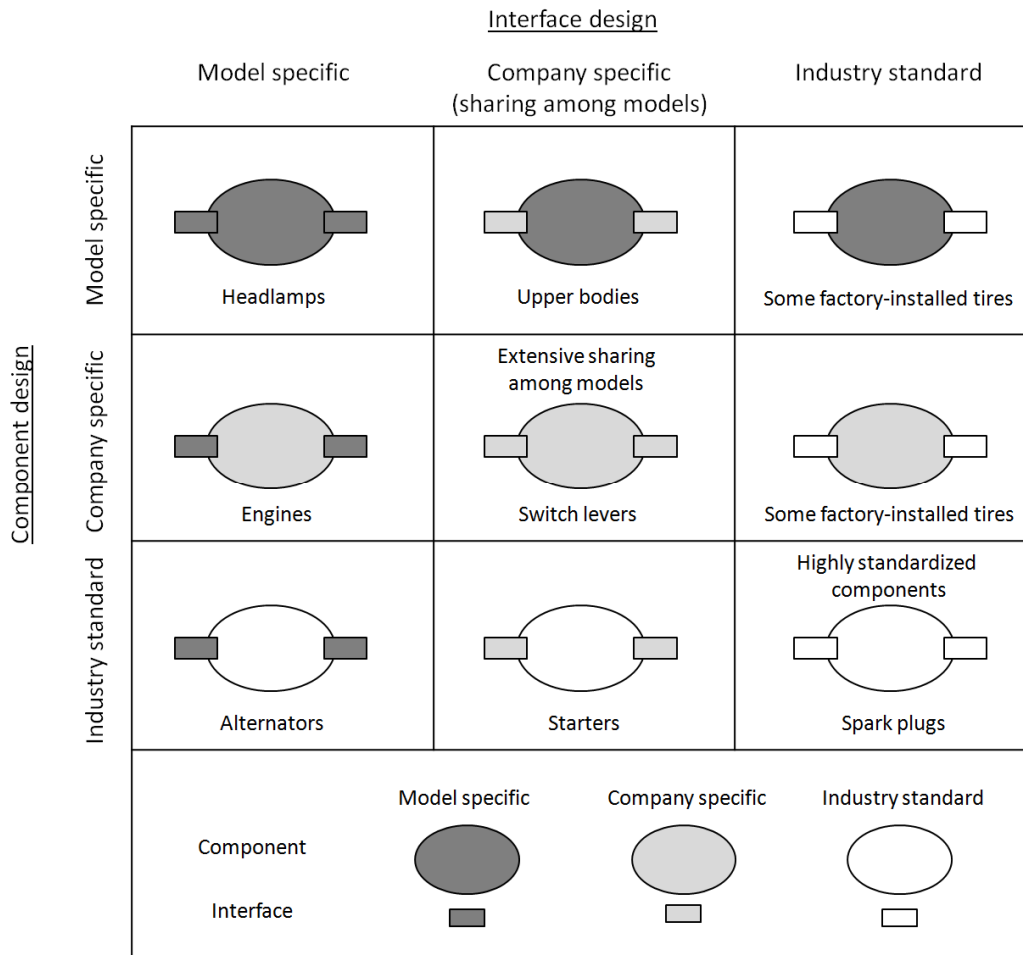 Interface design
Model specific
Company specific
(sharing among models)
Industry standard
Component design
Model specific
Headlamps
Upper bodies
Some factory-installed tires
Company specific
Engines
Extensive sharing
among models
Switch levers
Some factory-installed tires
Industry standard
Alternators
Starters
Highly standardized
components
Spark plugs
Model specific
Company specific
Industry standard
Component
Interface